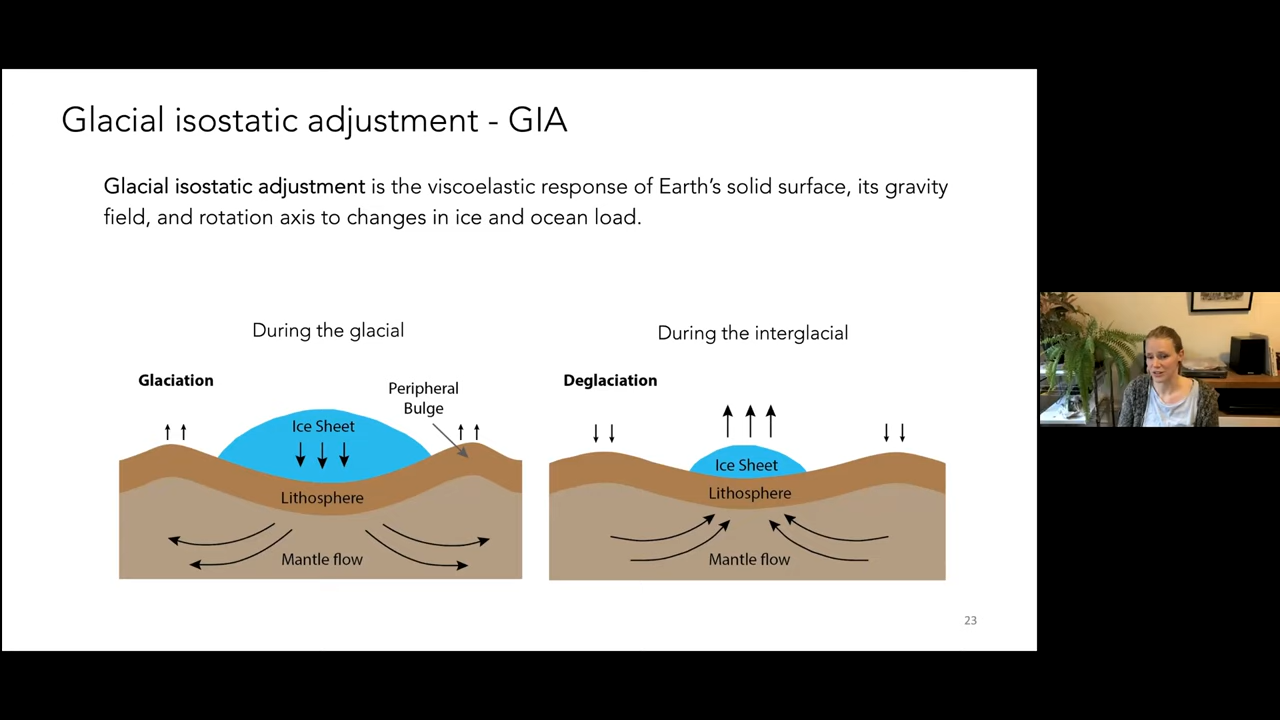 Glacial isostatic adjustment - GIA
Glacial isostatic adjustment is the viscoelastic response of Earth's solid surface, its gravity
field, and rotation axis to changes in ice and ocean load.
During the glacial
Glaciation
Peripheral
Bulge
Ice Sheet
Lithosphere
Mantle flow
During the interglacial
Deglaciation
Ice Sheet
Lithosphere
Mantle flow
23